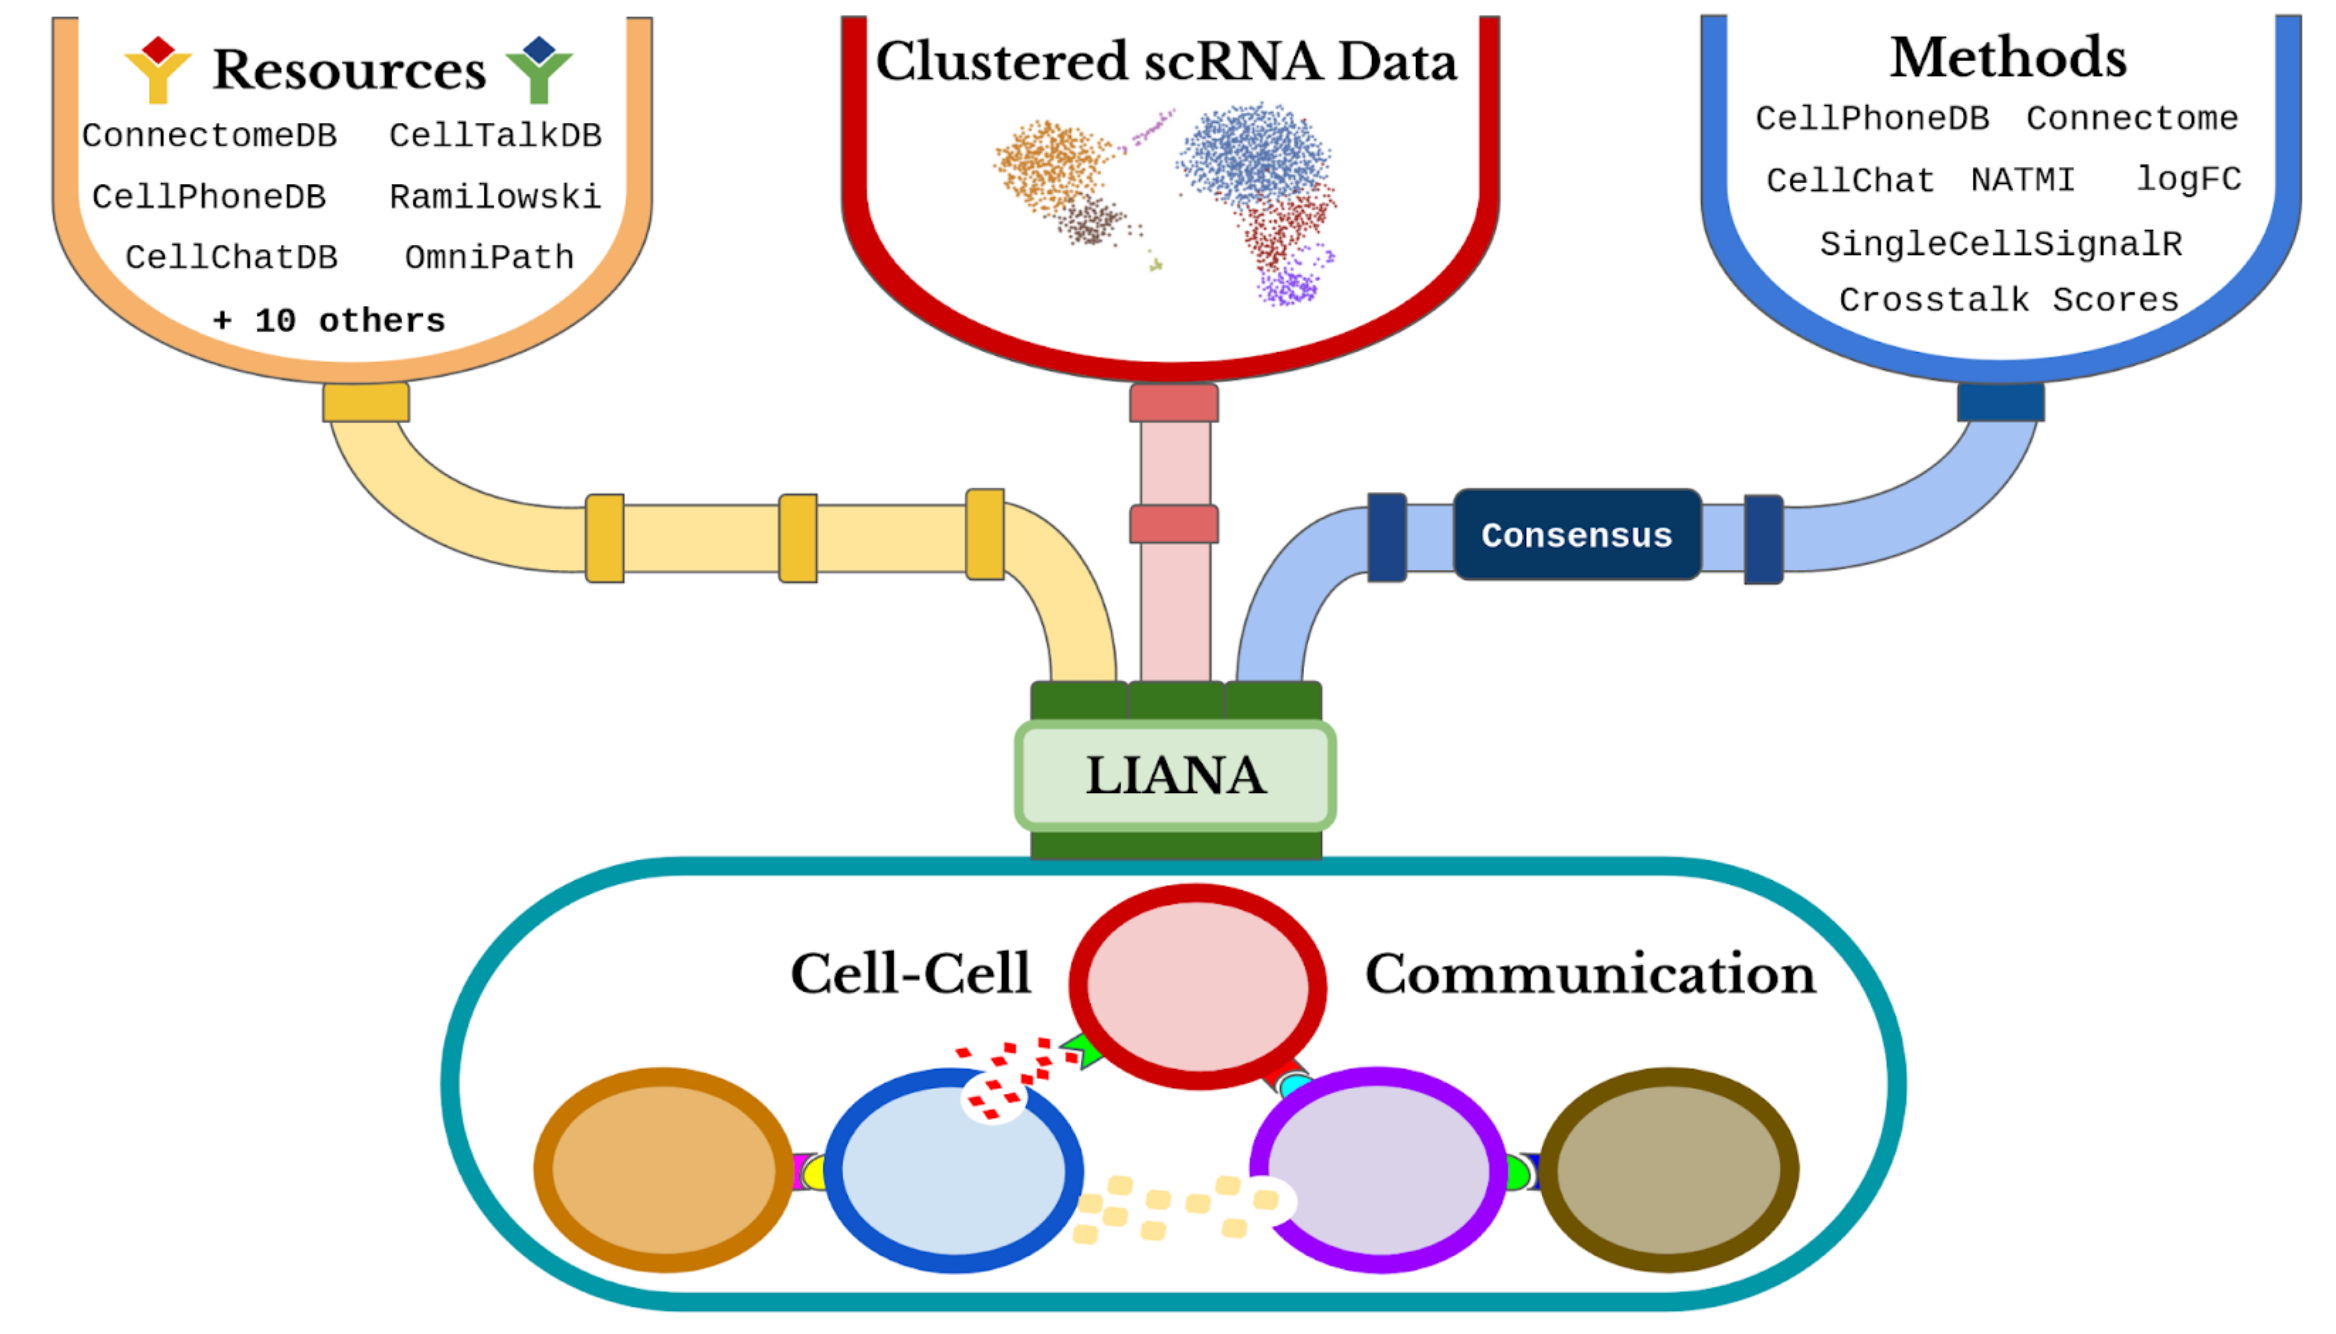 Resources
ConnectomeDB CellTalkDB
CellPhoneDB Ramilowski
CellChatDB OmniPath
+ 10 others
Clustered scRNA Data
Methods
CellPhoneDB Connectome
CellChat NATMI logFC
SingleCellSignalR
Crosstalk Scores
Consensus
LIANA
Cell-Cell Communication